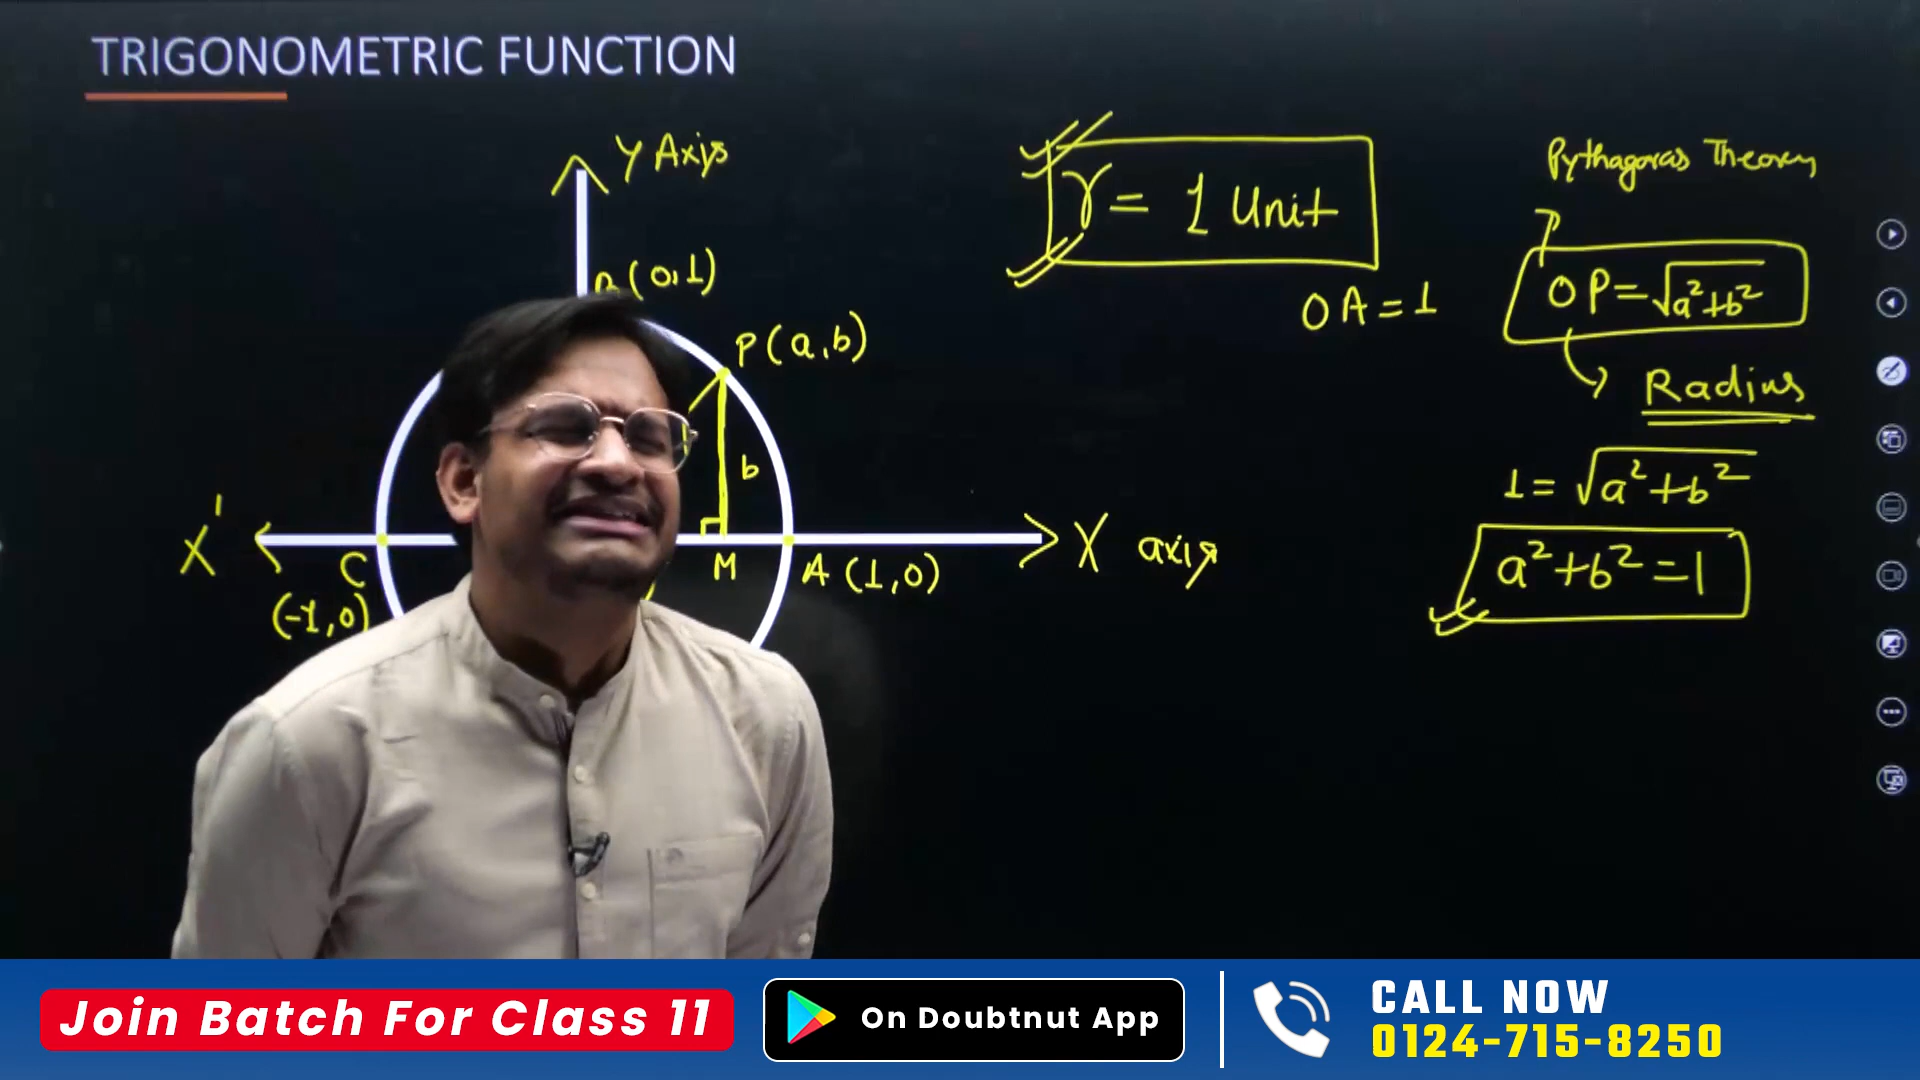 TRIGONOMETRIC FUNCTION
Y Axis
(0,1)
P(a,b)
b
X'
C
(-1,0)
M
A (1,0)
X axis
r = 1 Unit
OA = 1
Pythagoras Theorem
OP = √a²+b²
Radius
1 = √a²+b²
a²+b² = 1
Join Batch For Class 11
On Doubtnut App
CALL NOW
0124-715-8250